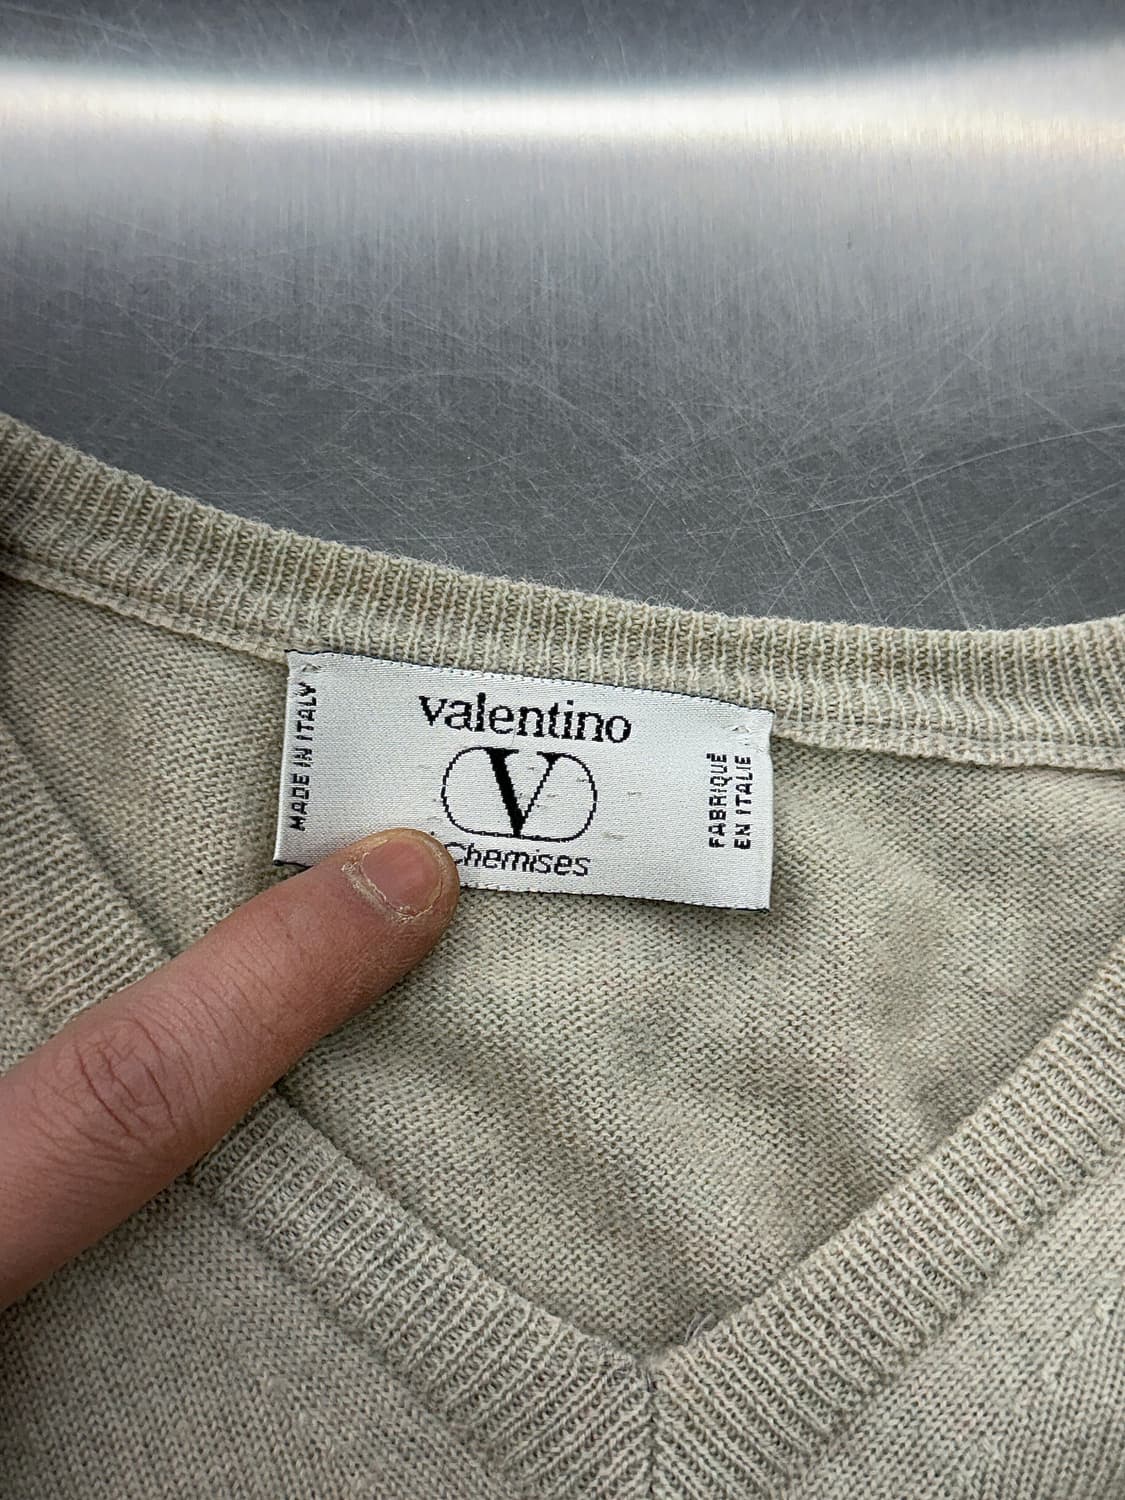 MADE IN ITALY
valentino
V
Chemises
FABRIQUÉ
EN ITALIE